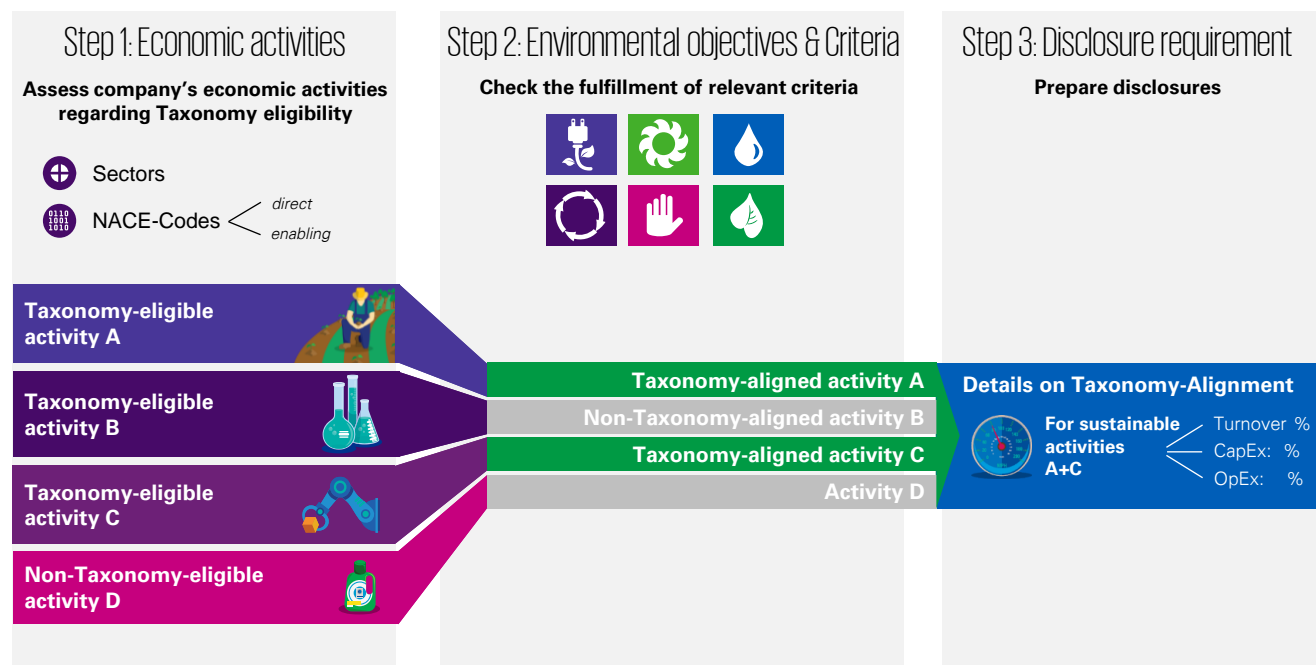 Step 1: Economic activities
Assess company's economic activities
regarding Taxonomy eligibility
Sectors
0110
1001
1010
NACE-Codes
direct
enabling
Taxonomy-eligible
activity A
Taxonomy-eligible
activity B
Taxonomy-eligible
activity C
Non-Taxonomy-eligible
activity D
Step 2: Environmental objectives & Criteria
Check the fulfillment of relevant criteria
Taxonomy-aligned activity A
Non-Taxonomy-aligned activity B
Taxonomy-aligned activity C
Activity D
Step 3: Disclosure requirement
Prepare disclosures
Details on Taxonomy-Alignment
For sustainable
activities
A+C
Turnover %
CapEx: %
OpEx: %